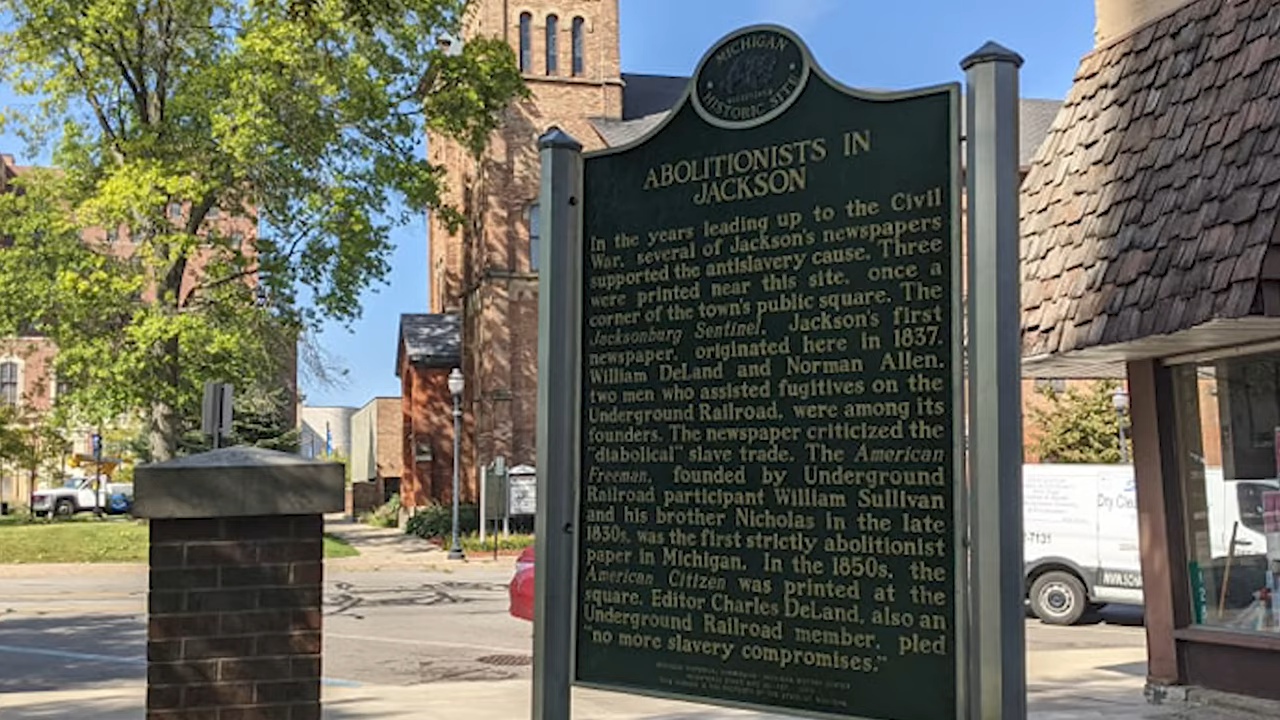 MICHIGAN
HISTORIC SITE
ABOLITIONISTS IN
JACKSON
In the years leading up to the Civil
War, several of Jackson's newspapers
supported the antislavery cause. Three
were printed near this site, once a
corner of the town's public square. The
Jacksonburg Sentinel, Jackson's first
newspaper, originated here in 1837.
William DeLand and Norman Allen,
two men who assisted fugitives on the
Underground Railroad, were among its
founders. The newspaper criticized the
"diabolical" slave trade. The American
Freeman, founded by Underground
Railroad participant William Sullivan
and his brother Nicholas in the late
1830s, was the first strictly abolitionist
paper in Michigan. In the 1850s, the
American Citizen was printed at the
square. Editor Charles DeLand, also an
Underground Railroad member, pled
"no more slavery compromises."
Dry Cle
-7131